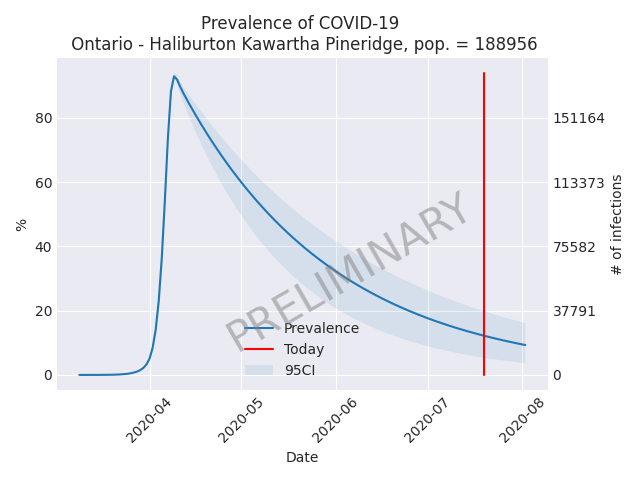 Prevalence of COVID-19
Ontario - Haliburton Kawartha Pineridge, pop. = 188956
%
80
60
40
20
0
151164
113373
75582
37791
0
# of infections
PRELIMINARY
Prevalence
Today
95CI
2020-04
2020-05
2020-06
2020-07
2020-08
Date